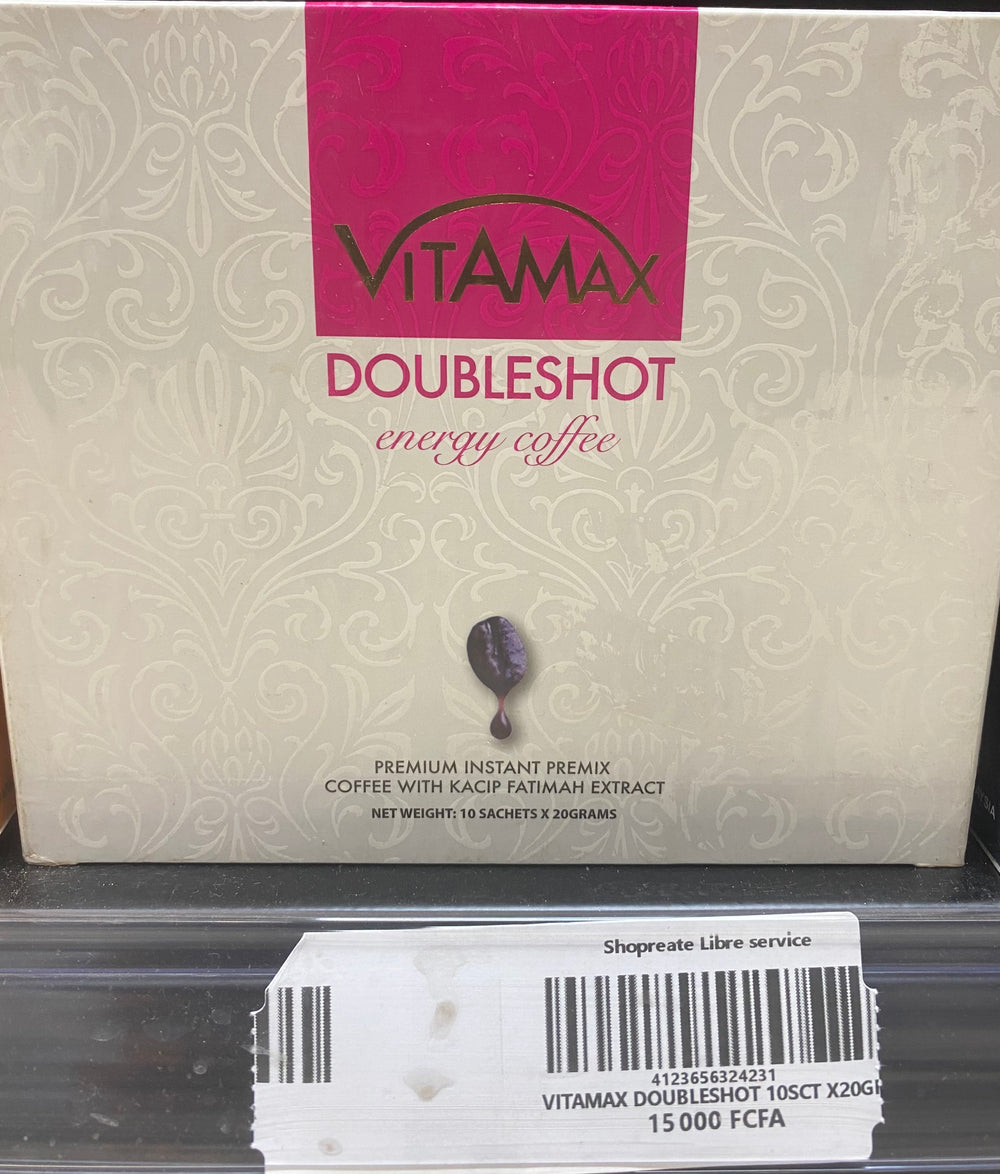 VITAMAX
DOUBLESHOT
energy coffee
PREMIUM INSTANT PREMIX
COFFEE WITH KACIP FATIMAH EXTRACT
NET WEIGHT: 10 SACHETS X 20GRAMS
Shopreate Libre service
4123656324231
VITAMAX DOUBLESHOT 10SCT X20G
15 000 FCFA